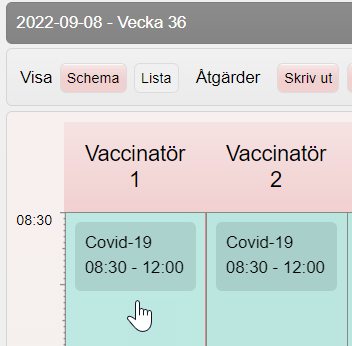 2022-09-08 - Vecka 36
Visa Schema Lista Åtgärder Skriv ut
Vaccinatör
1
Vaccinatör
2
08:30
Covid-19
08:30 - 12:00
Covid-19
08:30 - 12:00